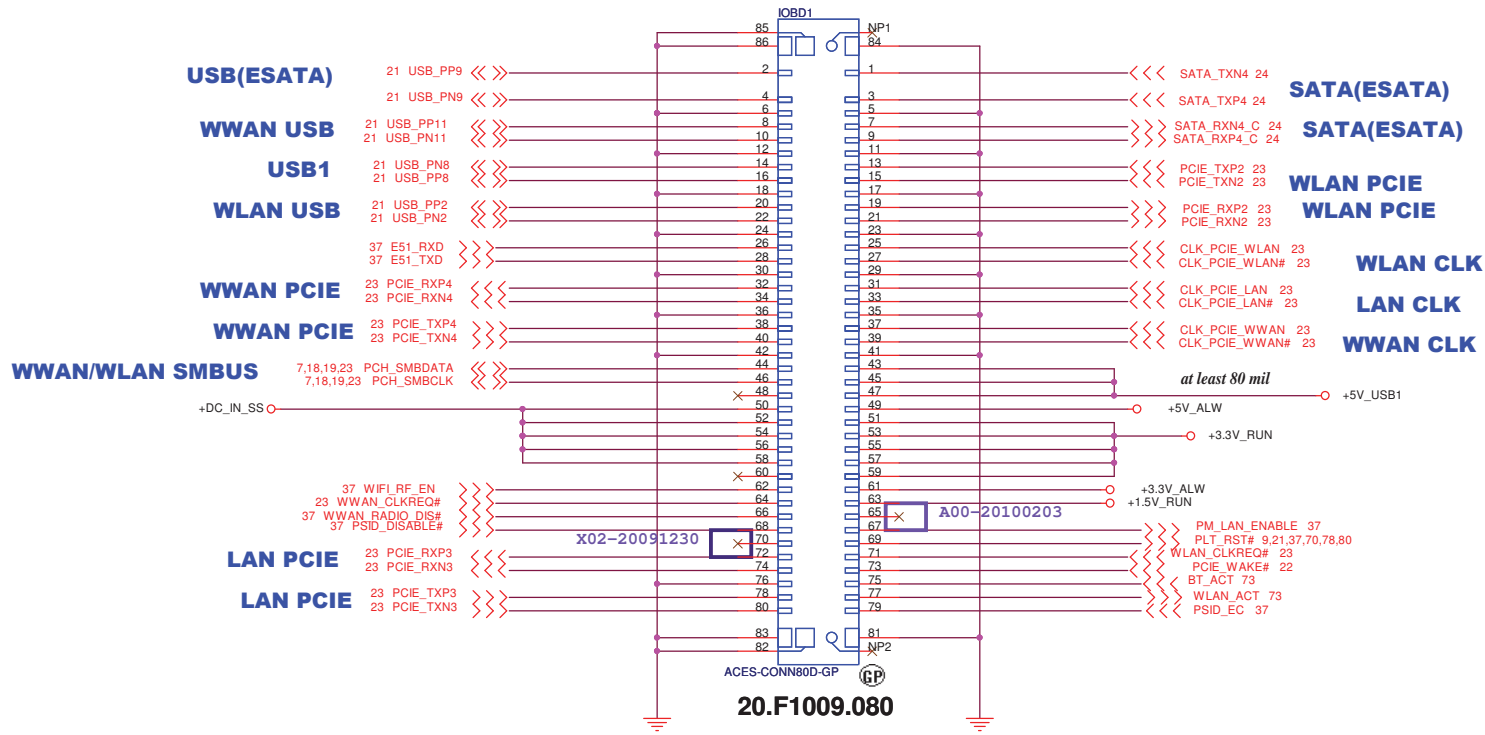 IOBD1
85 NP1
86 84
USB(ESATA) 21 USB_PP9 2 1 SATA_TXN4 24
21 USB_PN9 4 3 SATA_TXP4 24 SATA(ESATA)
6 5
WWAN USB 21 USB_PP11 8 7 SATA_RXN4_C 24 SATA(ESATA)
21 USB_PN11 10 9 SATA_RXP4_C 24
12 11
USB1 21 USB_PN8 14 13 PCIE_TXP2 23
21 USB_PP8 16 15 PCIE_TXN2 23 WLAN PCIE
18 17
WLAN USB 21 USB_PP2 20 19 PCIE_RXP2 23 WLAN PCIE
21 USB_PN2 22 21 PCIE_RXN2 23
24 23
37 E51_RXD 26 25 CLK_PCIE_WLAN 23
37 E51_TXD 28 27 CLK_PCIE_WLAN# 23 WLAN CLK
30 29
WWAN PCIE 23 PCIE_RXP4 32 31 CLK_PCIE_LAN 23
23 PCIE_RXN4 34 33 CLK_PCIE_LAN# 23 LAN CLK
36 35
WWAN PCIE 23 PCIE_TXP4 38 37 CLK_PCIE_WWAN 23
23 PCIE_TXN4 40 39 CLK_PCIE_WWAN# 23 WWAN CLK
42 41
WWAN/WLAN SMBUS 7,18,19,23 PCH_SMBDATA 44 43
7,18,19,23 PCH_SMBCLK 46 45 at least 80 mil
48 47 +5V_USB1
+DC_IN_SS 50 49 +5V_ALW
52 51
54 53 +3.3V_RUN
56 55
58 57
60 59
37 WIFI_RF_EN 62 61 +3.3V_ALW
23 WWAN_CLKREQ# 64 63 +1.5V_RUN
37 WWAN_RADIO_DIS# 66 65 A00-20100203
37 PSID_DISABLE# 68 67 PM_LAN_ENABLE 37
X02-20091230 70 69 PLT_RST# 9,21,37,70,78,80
LAN PCIE 23 PCIE_RXP3 72 71 WLAN_CLKREQ# 23
23 PCIE_RXN3 74 73 PCIE_WAKE# 22
76 75 BT_ACT 73
LAN PCIE 23 PCIE_TXP3 78 77 WLAN_ACT 73
23 PCIE_TXN3 80 79 PSID_EC 37
83 81
82 NP2
ACES-CONN80D-GP GP
20.F1009.080